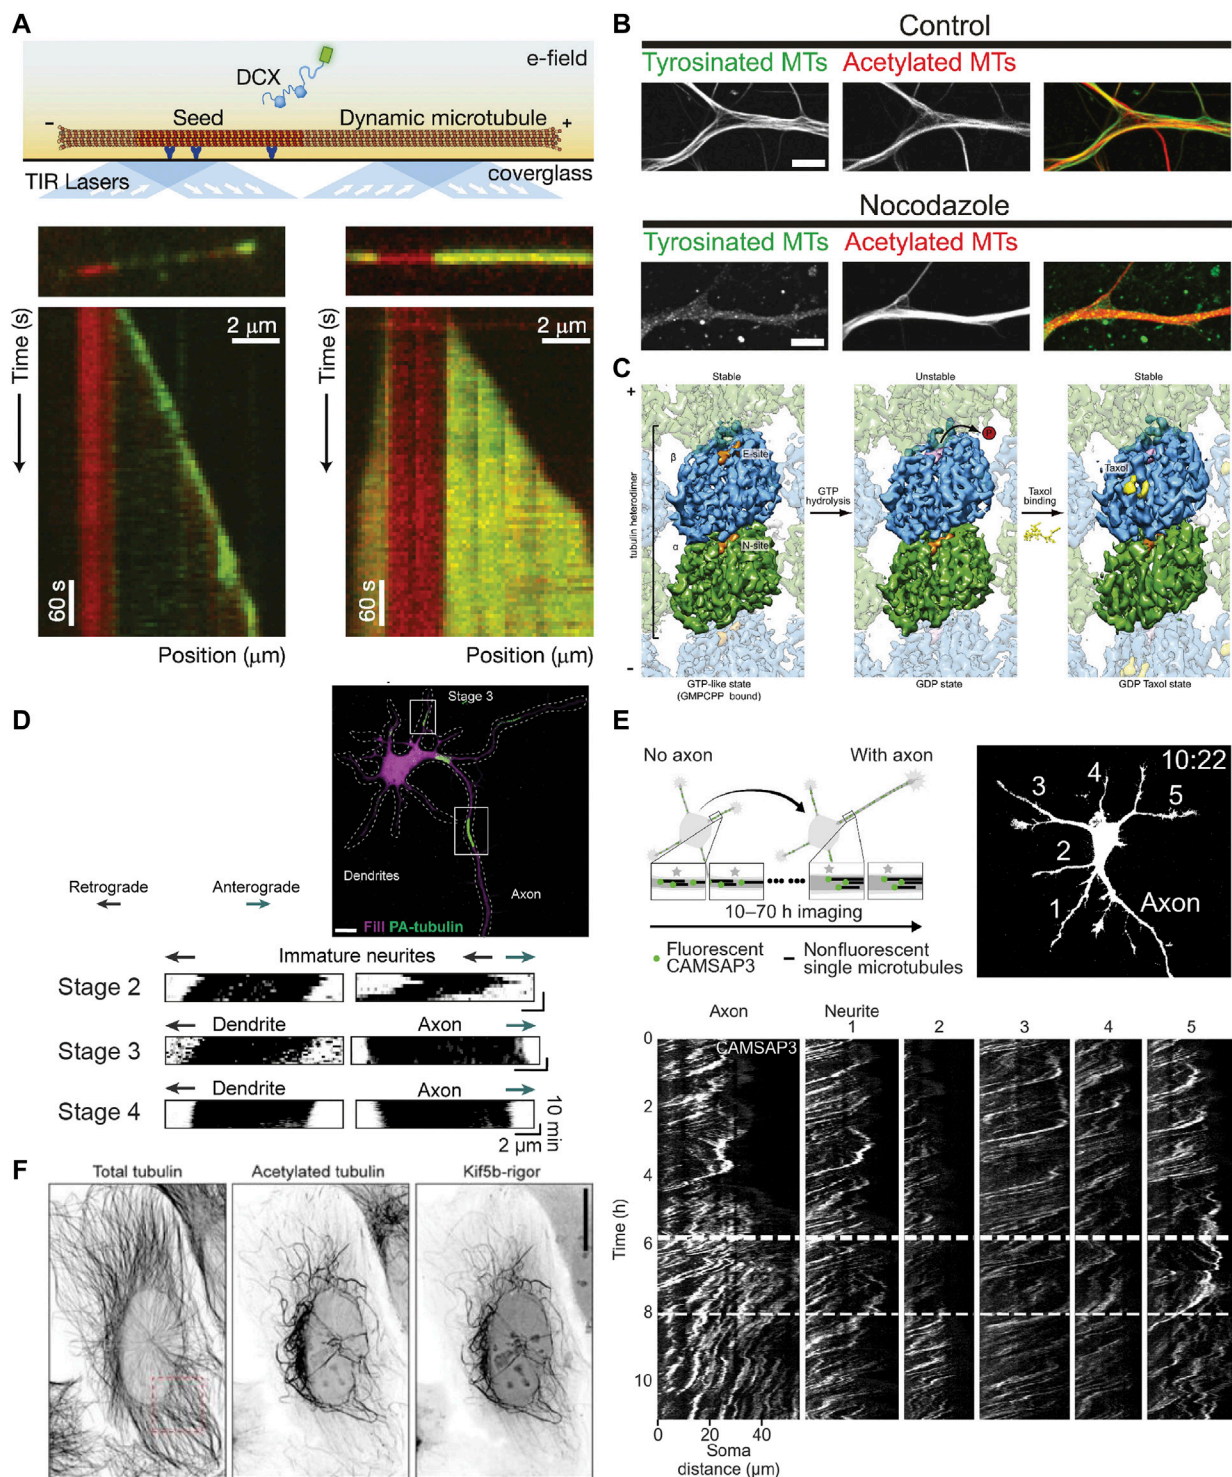 A
e-field
DCX
Seed
Dynamic microtubule
-
+
TIR Lasers
coverglass
Time (s)
2 μm
60 s
Position (μm)
Time (s)
2 μm
60 s
Position (μm)
B
Control
Tyrosinated MTs
Acetylated MTs
Nocodazole
Tyrosinated MTs
Acetylated MTs
C
Stable
Unstable
Stable
+
tubulin heterodimer
β
E-site
α
N-site
GTP
hydrolysis
P
Taxol
binding
Taxol
-
GTP-like state
(GMPCPP bound)
GDP state
GDP Taxol state
D
Stage 3
Dendrites
Axon
Fill PA-tubulin
Retrograde
Anterograde
Immature neurites
Stage 2
Dendrite
Axon
Stage 3
Dendrite
Axon
Stage 4
2 μm
10 min
E
No axon
With axon
10–70 h imaging
Fluorescent
CAMSAP3
Nonfluorescent
single microtubules
10:22
3
4
5
2
1
Axon
Axon
Neurite
1
2
3
4
5
CAMSAP3
Time (h)
0
2
4
6
8
10
0
20
40
Soma
distance (μm)
F
Total tubulin
Acetylated tubulin
Kif5b-rigor